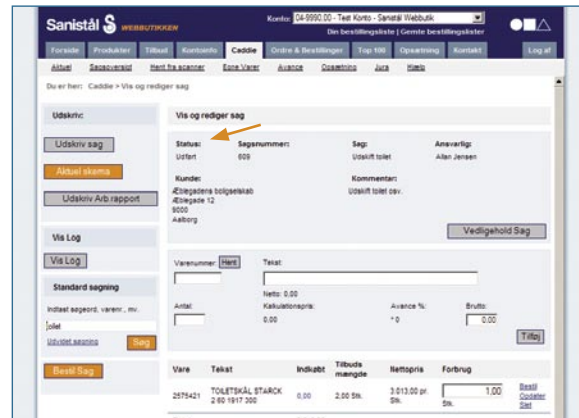 Sanistål S WEBBUTIKKEN
Konto: 04-9990.00 - Test Konto - Sanistål Webbutik
Din bestillingsliste | Gemte bestillingslister
Forside Produkter Tilbud Kontoinfo Caddie Ordre & Bestillinger Top 100 Opsætning Kontakt Log af
Aktuel Sagsoversigt Hent fra scanner Egne Varer Avance Opsætning Jura Hjælp
Du er her: Caddie > Vis og rediger sag
Udskriv:
Udskriv sag
Aktuel skema
Udskriv Arb.rapport
Vis Log
Vis Log
Standard søgning
Indtast søgeord, varenr., mv.
toilet
Udvidet søgning Søg
Bestil Sag
Vis og rediger sag
Status: Sagsnummer: Sag: Ansvarlig:
Udført 609 Udskift toilet Allan Jensen
Kunde: Kommentar:
Æblegadens boligselskab Udskift toilet osv.
Æblegade 12
9000
Aalborg
Vedligehold Sag
Varenummer: Hent Tekst:
Netto: 0,00
Antal: Kalkulationspris: Avance %: Brutto:
0,00 * 0 0,00
Tilføj
Vare Tekst Indkøbt Tilbuds mængde Nettopris Forbrug
2575421 TOILETSKÅL STARCK 2 60 1917 300 0,00 2,00 Stk. 3.013,00 pr. Stk. 1,00 Stk.
Bestil
Opdater
Slet